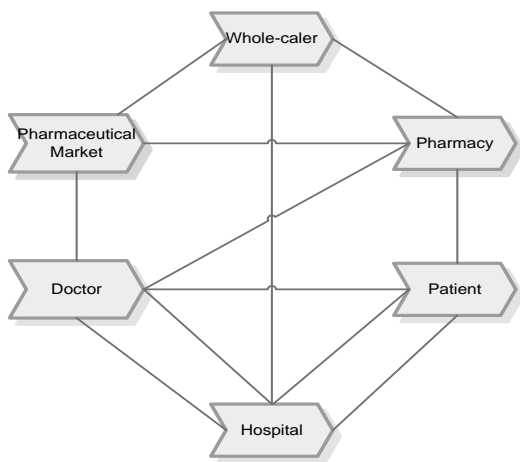 Whole-caler
Pharmaceutical
Market
Pharmacy
Doctor
Patient
Hospital